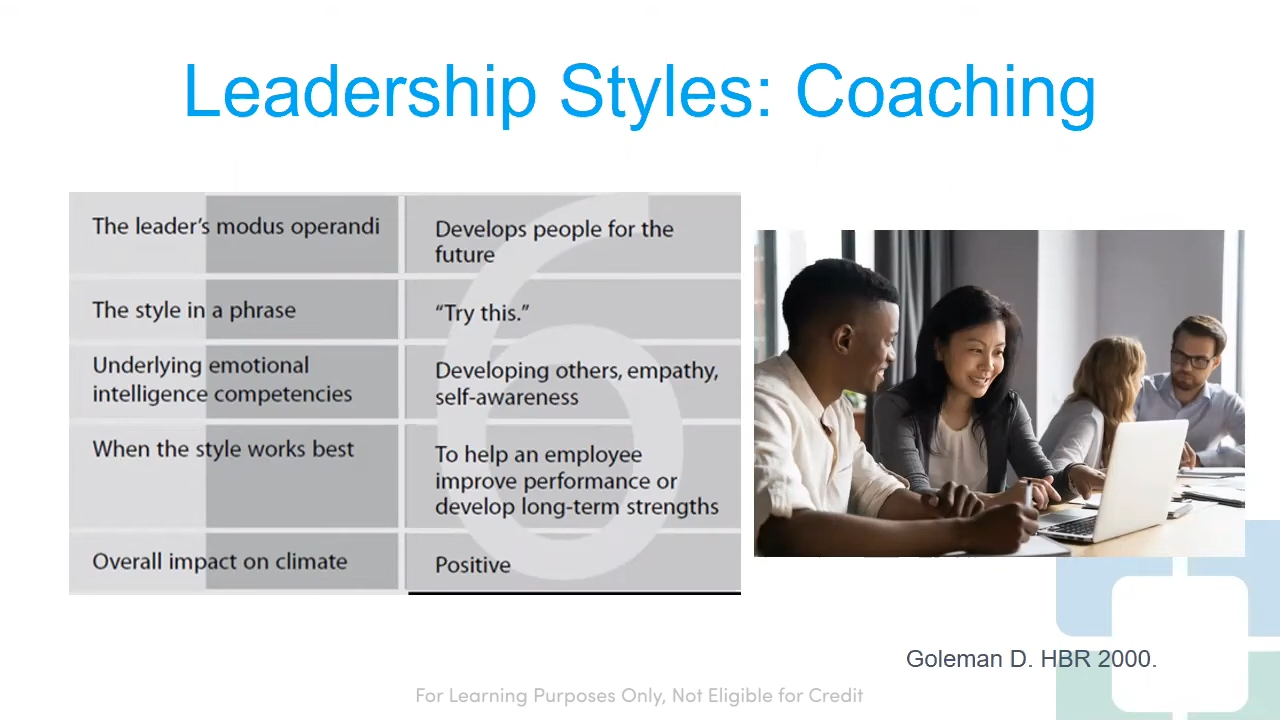 Leadership Styles: Coaching
The leader’s modus operandi
Develops people for the
future
The style in a phrase
“Try this.”
Underlying emotional
intelligence competencies
Developing others, empathy,
self-awareness
When the style works best
To help an employee
improve performance or
develop long-term strengths
Overall impact on climate
Positive
6
Goleman D. HBR 2000.
For Learning Purposes Only, Not Eligible for Credit